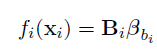 f_i(\mathbf{x}_i) = \mathbf{B}_i \beta_{b_i}